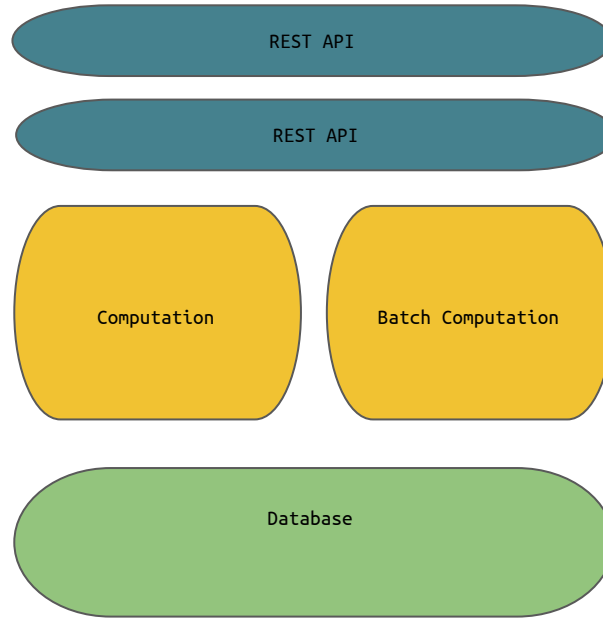 REST API
REST API
Computation
Batch Computation
Database